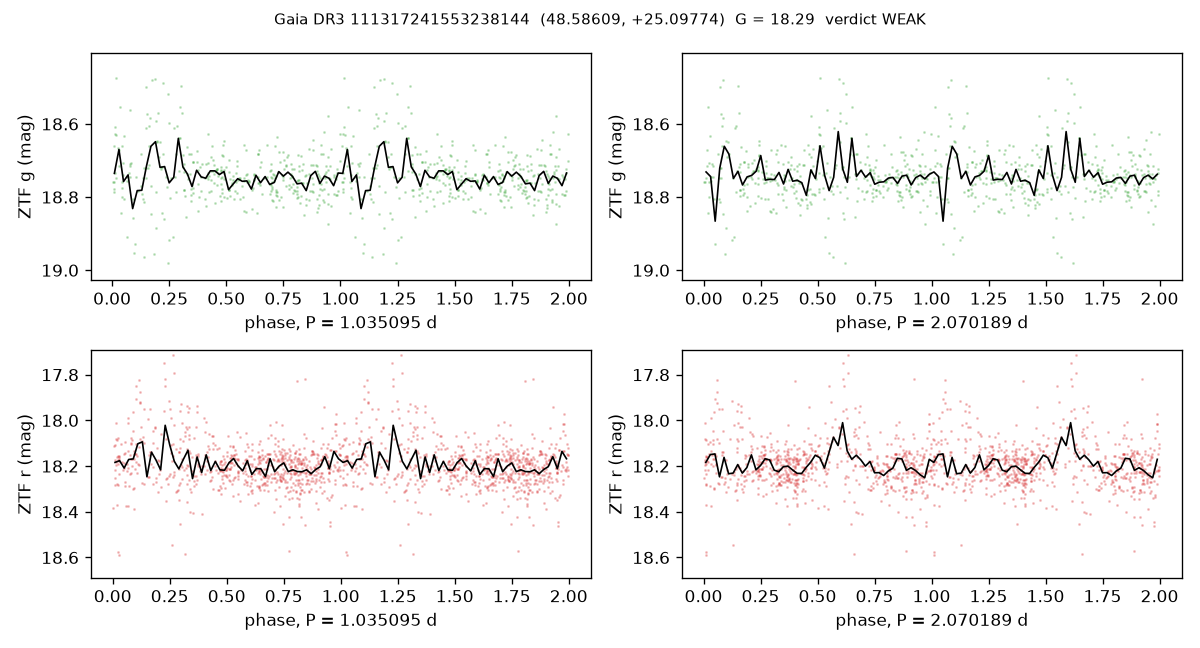 Gaia DR3 111317241553238144  (48.58609, +25.09774)  G = 18.29  verdict WEAK
ZTF g (mag)
18.6
18.8
19.0
0.00 0.25 0.50 0.75 1.00 1.25 1.50 1.75 2.00
phase, P = 1.035095 d
ZTF g (mag)
18.6
18.8
19.0
0.00 0.25 0.50 0.75 1.00 1.25 1.50 1.75 2.00
phase, P = 2.070189 d
ZTF r (mag)
17.8
18.0
18.2
18.4
18.6
0.00 0.25 0.50 0.75 1.00 1.25 1.50 1.75 2.00
phase, P = 1.035095 d
ZTF r (mag)
17.8
18.0
18.2
18.4
18.6
0.00 0.25 0.50 0.75 1.00 1.25 1.50 1.75 2.00
phase, P = 2.070189 d